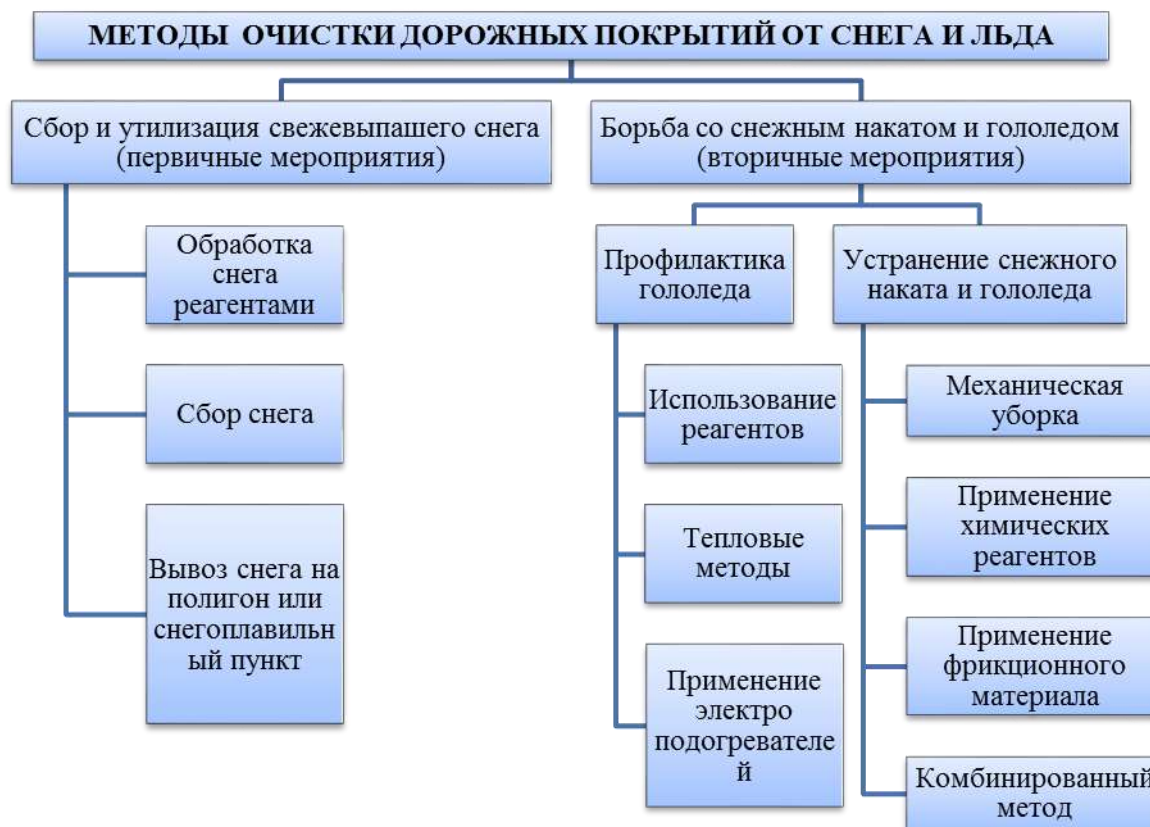 МЕТОДЫ ОЧИСТКИ ДОРОЖНЫХ ПОКРЫТИЙ ОТ СНЕГА И ЛЬДА
Сбор и утилизация свежевыпашего снега
(первичные мероприятия)
Обработка
снега
реагентами
Сбор снега
Вывоз снега на
полигон или
снегоплавильн
ый пункт
Борьба со снежным накатом и гололедом
(вторичные мероприятия)
Профилактика
гололеда
Использование
реагентов
Тепловые
методы
Применение
электро
подогревателе
й
Устранение снежного
наката и гололеда
Механическая
уборка
Применение
химических
реагентов
Применение
фрикционного
материала
Комбинированный
метод